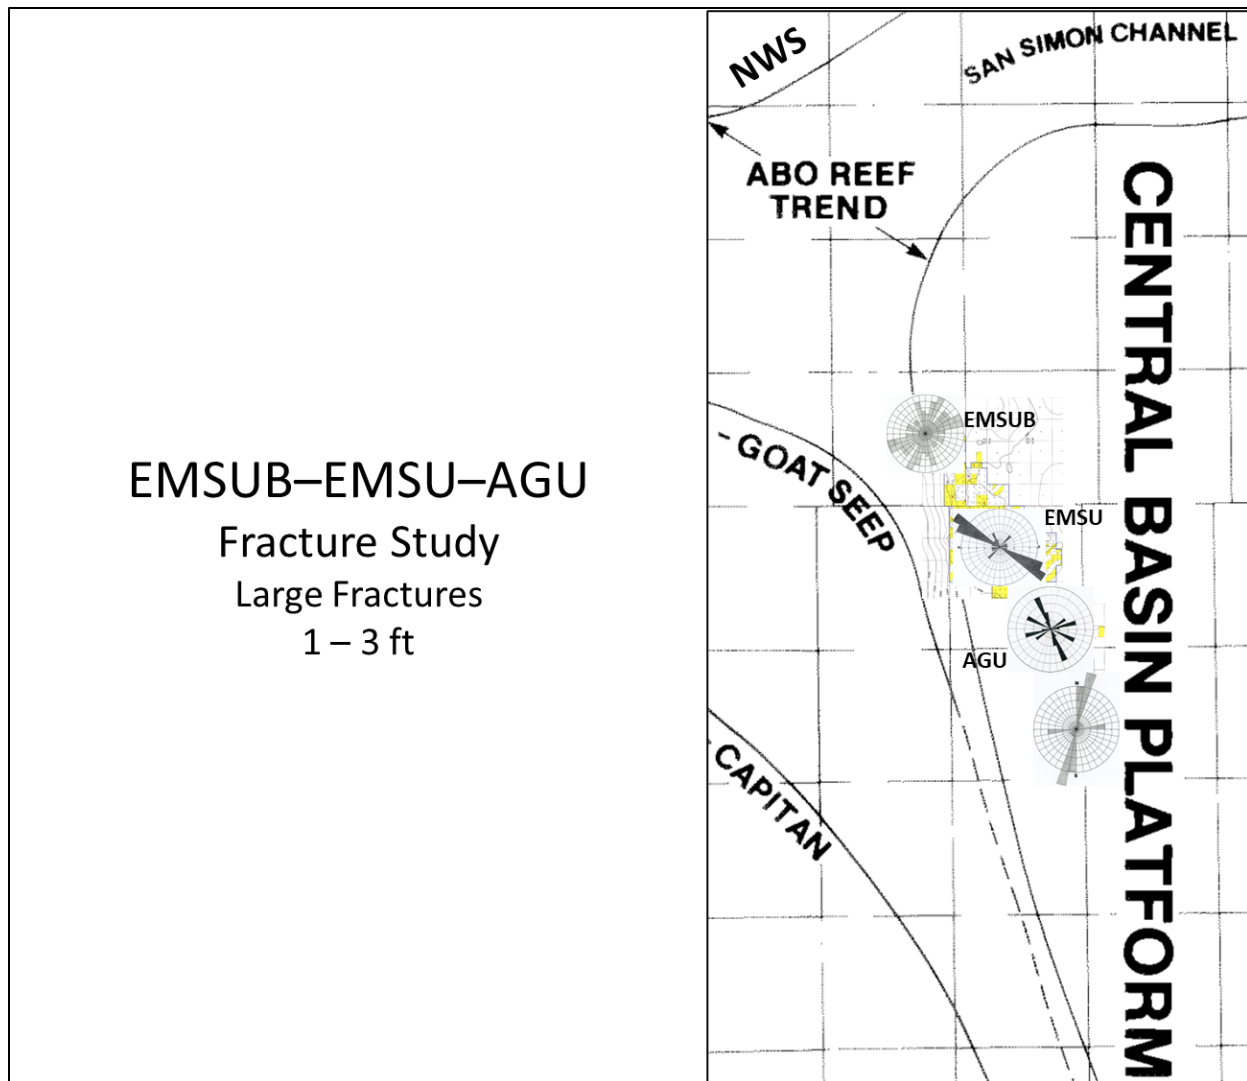 EMSUB–EMSU–AGU
Fracture Study
Large Fractures
1 – 3 ft
NWS
SAN SIMON CHANNEL
ABO REEF
TREND
CENTRAL BASIN PLATFORM
EMSUB
- GOAT SEEP
EMSU
AGU
CAPITAN